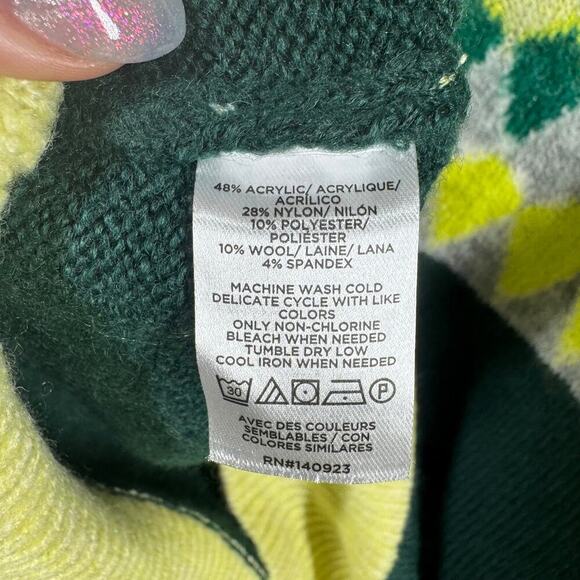 48% ACRYLIC/ ACRYLIQUE/
ACRÍLICO
28% NYLON/ NILÓN
10% POLYESTER/
POLIÉSTER
10% WOOL/ LAINE/ LANA
4% SPANDEX
MACHINE WASH COLD
DELICATE CYCLE WITH LIKE
COLORS
ONLY NON-CHLORINE
BLEACH WHEN NEEDED
TUMBLE DRY LOW
COOL IRON WHEN NEEDED
30 P
AVEC DES COULEURS
SEMBLABLES / CON
COLORES SIMILARES
RN#140923